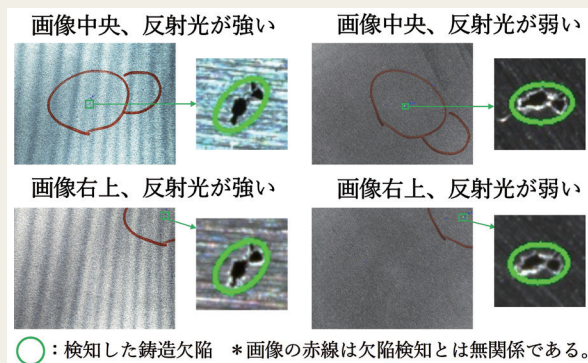 画像中央、反射光が強い
画像中央、反射光が弱い
画像右上、反射光が強い
画像右上、反射光が弱い
：検知した鋳造欠陥　＊画像の赤線は欠陥検知とは無関係である。